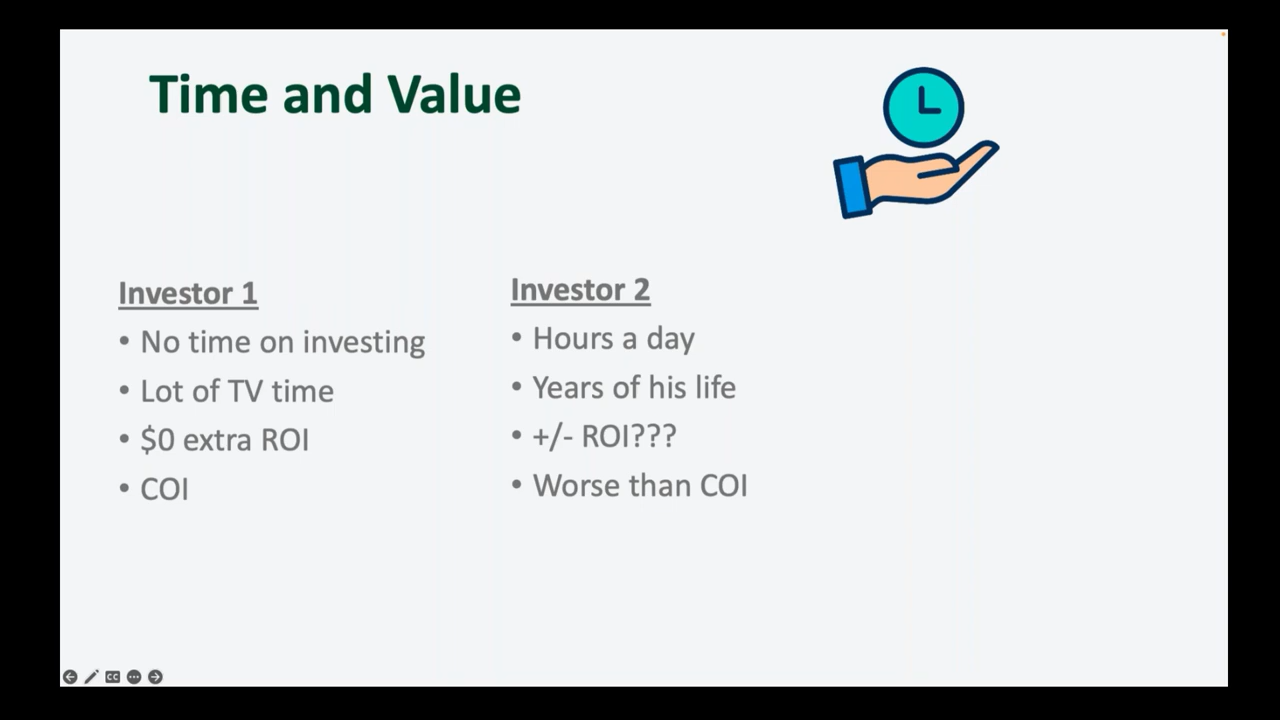 Time and Value
Investor 1
• No time on investing
• Lot of TV time
• $0 extra ROI
• COI
Investor 2
• Hours a day
• Years of his life
• +/- ROI???
• Worse than COI
CC